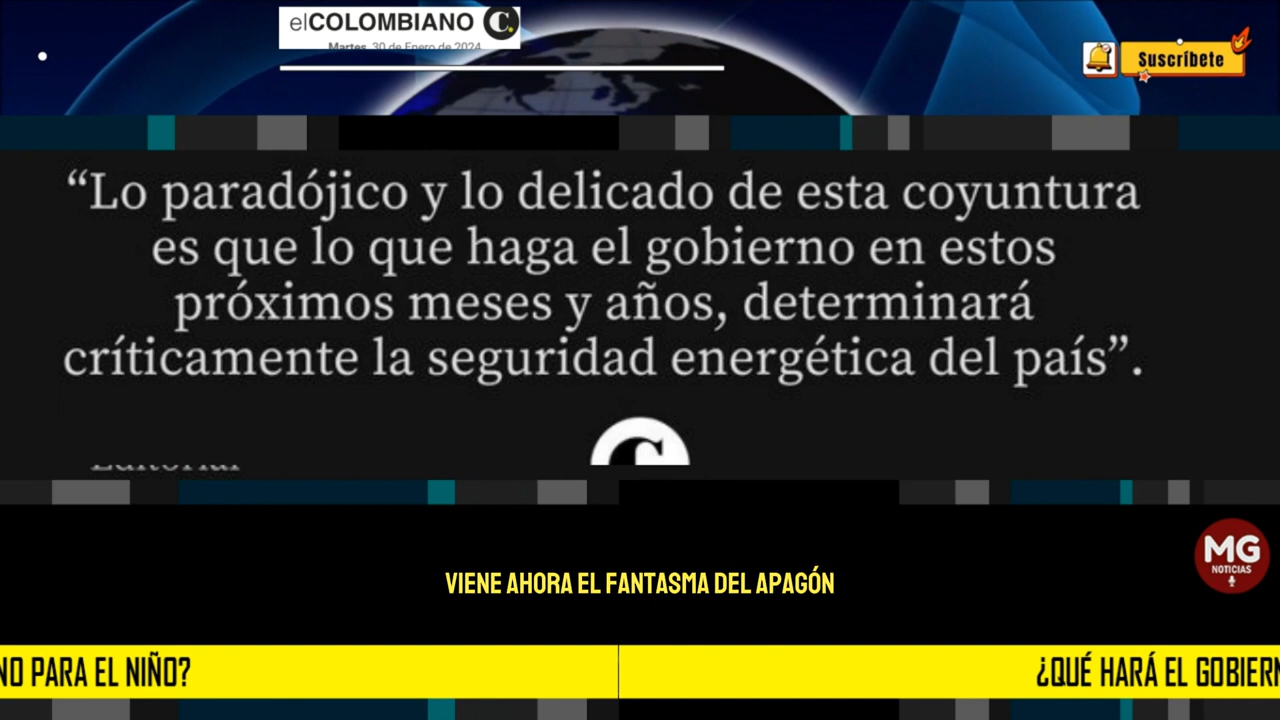 elCOLOMBIANO C.
Martes, 30 de Enero de 2024
Suscríbete
“Lo paradójico y lo delicado de esta coyuntura
es que lo que haga el gobierno en estos
próximos meses y años, determinará
críticamente la seguridad energética del país”.
Editorial
MG
NOTICIAS
VIENE AHORA EL FANTASMA DEL APAGÓN
NO PARA EL NIÑO?
¿QUÉ HARÁ EL GOBIERN